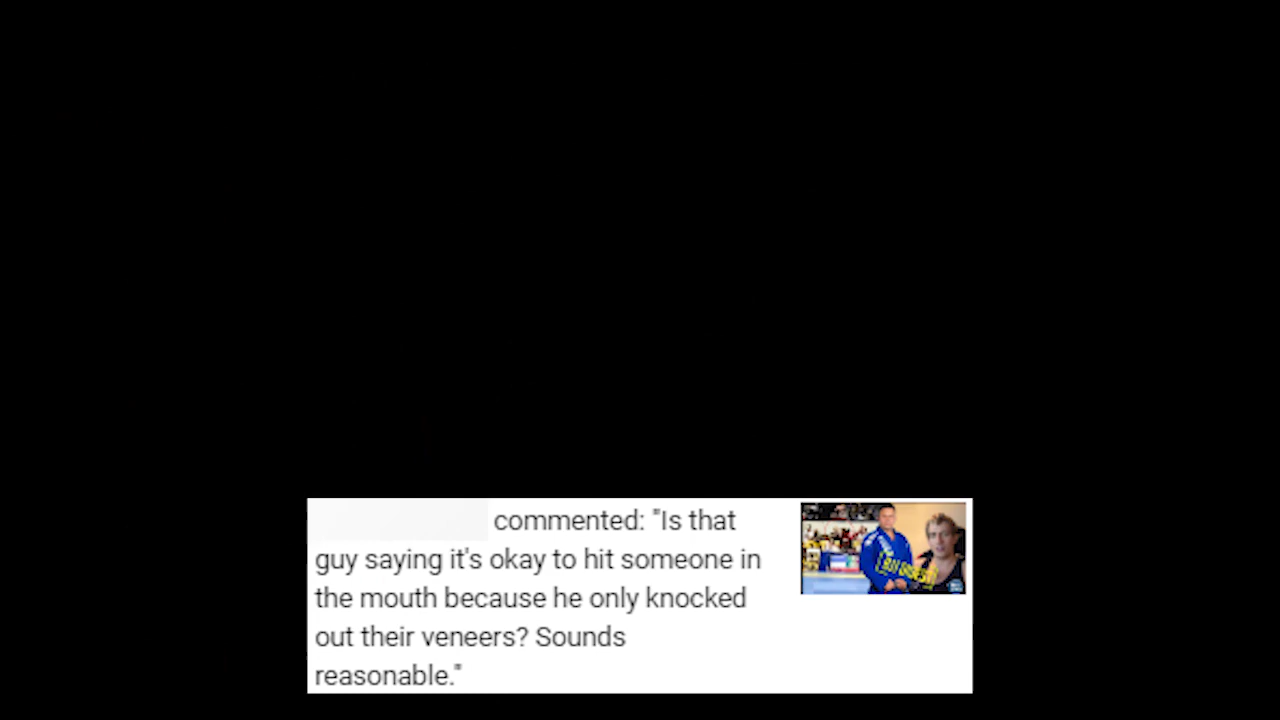 commented: "Is that
guy saying it's okay to hit someone in
the mouth because he only knocked
out their veneers? Sounds
reasonable."